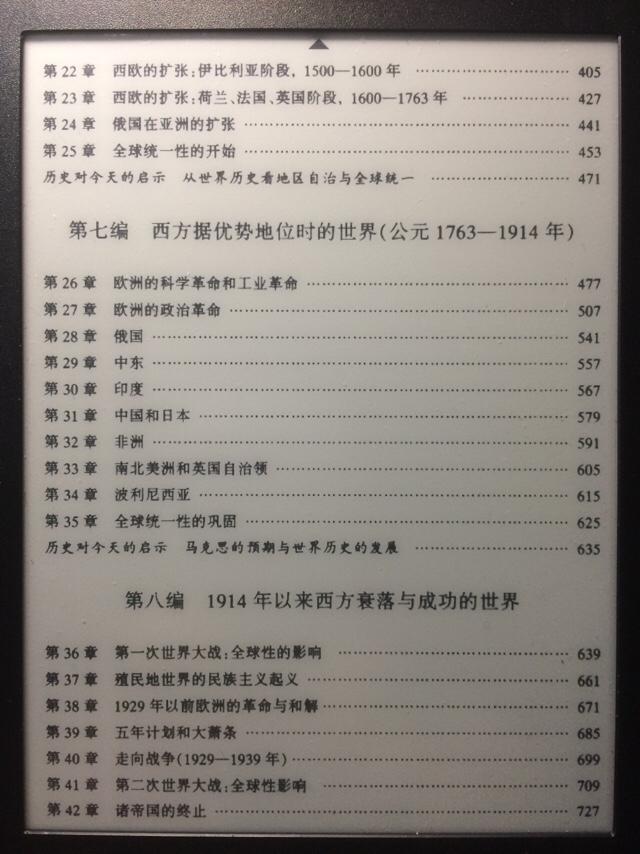 第 22 章 西欧的扩张:伊比利亚阶段，1500—1600 年 ………………… 405
第 23 章 西欧的扩张:荷兰、法国、英国阶段，1600—1763 年 ………… 427
第 24 章 俄国在亚洲的扩张 ………………………………… 441
第 25 章 全球统一性的开始 ………………………………… 453
历史对今天的启示 从世界历史看地区自治与全球统一 ……………… 471
第七编 西方据优势地位时的世界(公元 1763—1914 年)
第 26 章 欧洲的科学革命和工业革命 ………………………… 477
第 27 章 欧洲的政治革命 ………………………………… 507
第 28 章 俄国 ………………………………………… 541
第 29 章 中东 ………………………………………… 557
第 30 章 印度 ………………………………………… 567
第 31 章 中国和日本 …………………………………… 579
第 32 章 非洲 ………………………………………… 591
第 33 章 南北美洲和英国自治领 …………………………… 605
第 34 章 波利尼西亚 …………………………………… 615
第 35 章 全球统一性的巩固 ……………………………… 625
历史对今天的启示 马克思的预期与世界历史的发展 ……………… 635
第八编 1914 年以来西方衰落与成功的世界
第 36 章 第一次世界大战:全球性的影响 ……………………… 639
第 37 章 殖民地世界的民族主义起义 ………………………… 661
第 38 章 1929 年以前欧洲的革命与和解 ……………………… 671
第 39 章 五年计划和大萧条 ……………………………… 685
第 40 章 走向战争(1929—1939 年) ………………………… 699
第 41 章 第二次世界大战:全球性影响 ……………………… 709
第 42 章 诸帝国的终止 ………………………………… 727